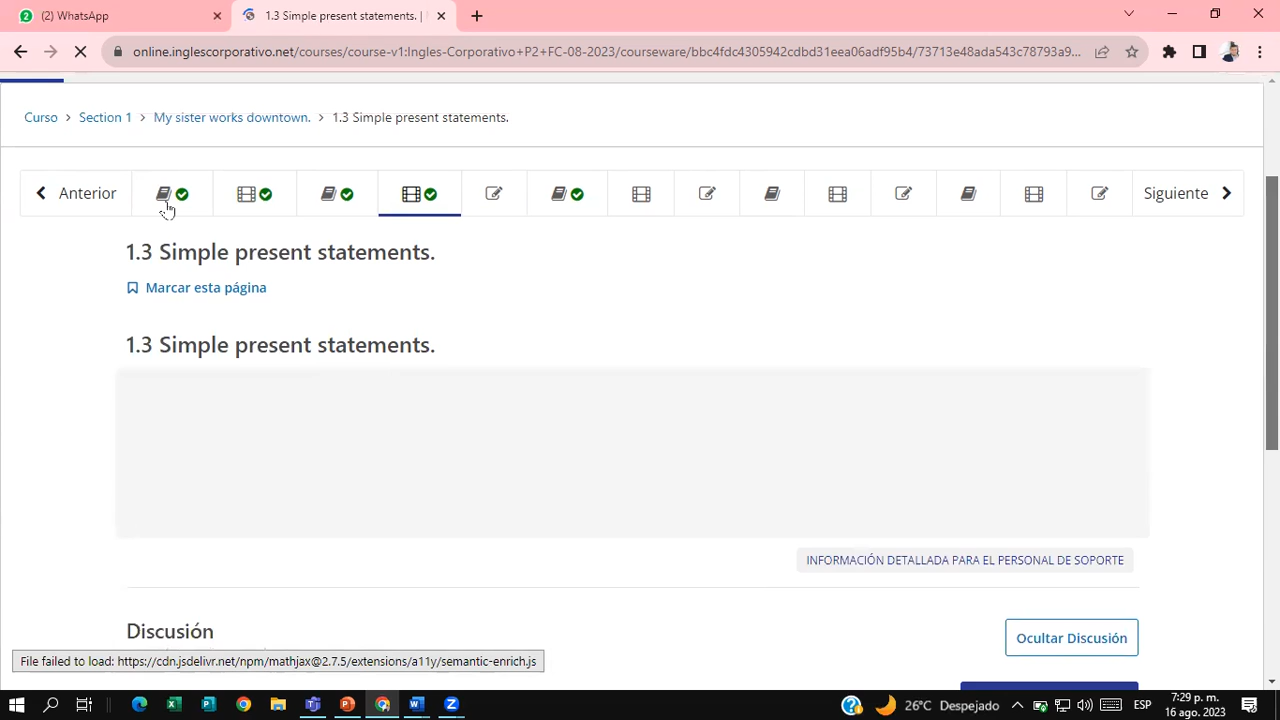 (2) WhatsApp
1.3 Simple present statements. |
online.inglescorporativo.net/courses/course-v1:Ingles-Corporativo+P2+FC-08-2023/courseware/bbc4fdc4305942cdbd31eea06adf95b4/73713e48ada543c78793a9...
Curso > Section 1 > My sister works downtown. > 1.3 Simple present statements.
Anterior
Siguiente
1.3 Simple present statements.
Marcar esta página
1.3 Simple present statements.
INFORMACIÓN DETALLADA PARA EL PERSONAL DE SOPORTE
Discusión
Ocultar Discusión
File failed to load: https://cdn.jsdelivr.net/npm/mathjax@2.7.5/extensions/a11y/semantic-enrich.js
26°C Despejado
ESP
7:29 p. m.
16 ago. 2023